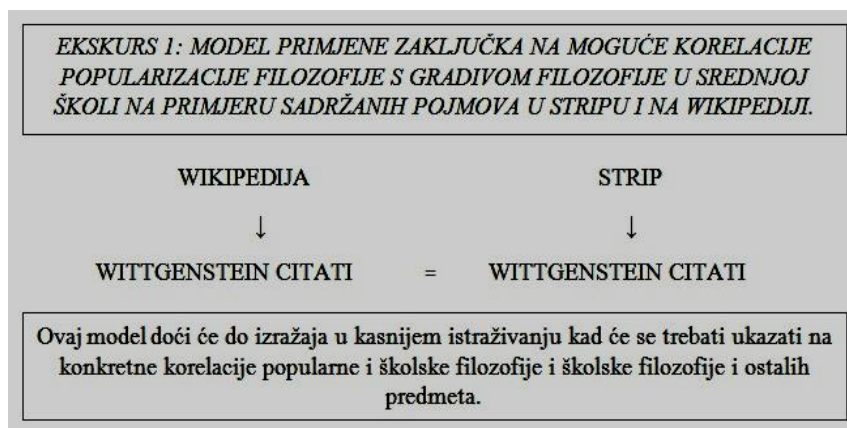 EKSKURS 1: MODEL PRIMJENE ZAKLJUČKA NA MOGUĆE KORELACIJE
POPULARIZACIJE FILOZOFIJE S GRADIVOM FILOZOFIJE U SREDNJOJ
ŠKOLI NA PRIMJERU SADRŽANIH POJMOVA U STRIPU I NA WIKIPEDIJI.
WIKIPEDIJA STRIP
↓ ↓
WITTGENSTEIN CITATI = WITTGENSTEIN CITATI
Ovaj model doći će do izražaja u kasnijem istraživanju kad će se trebati ukazati na
konkretne korelacije popularne i školske filozofije i školske filozofije i ostalih
predmeta.